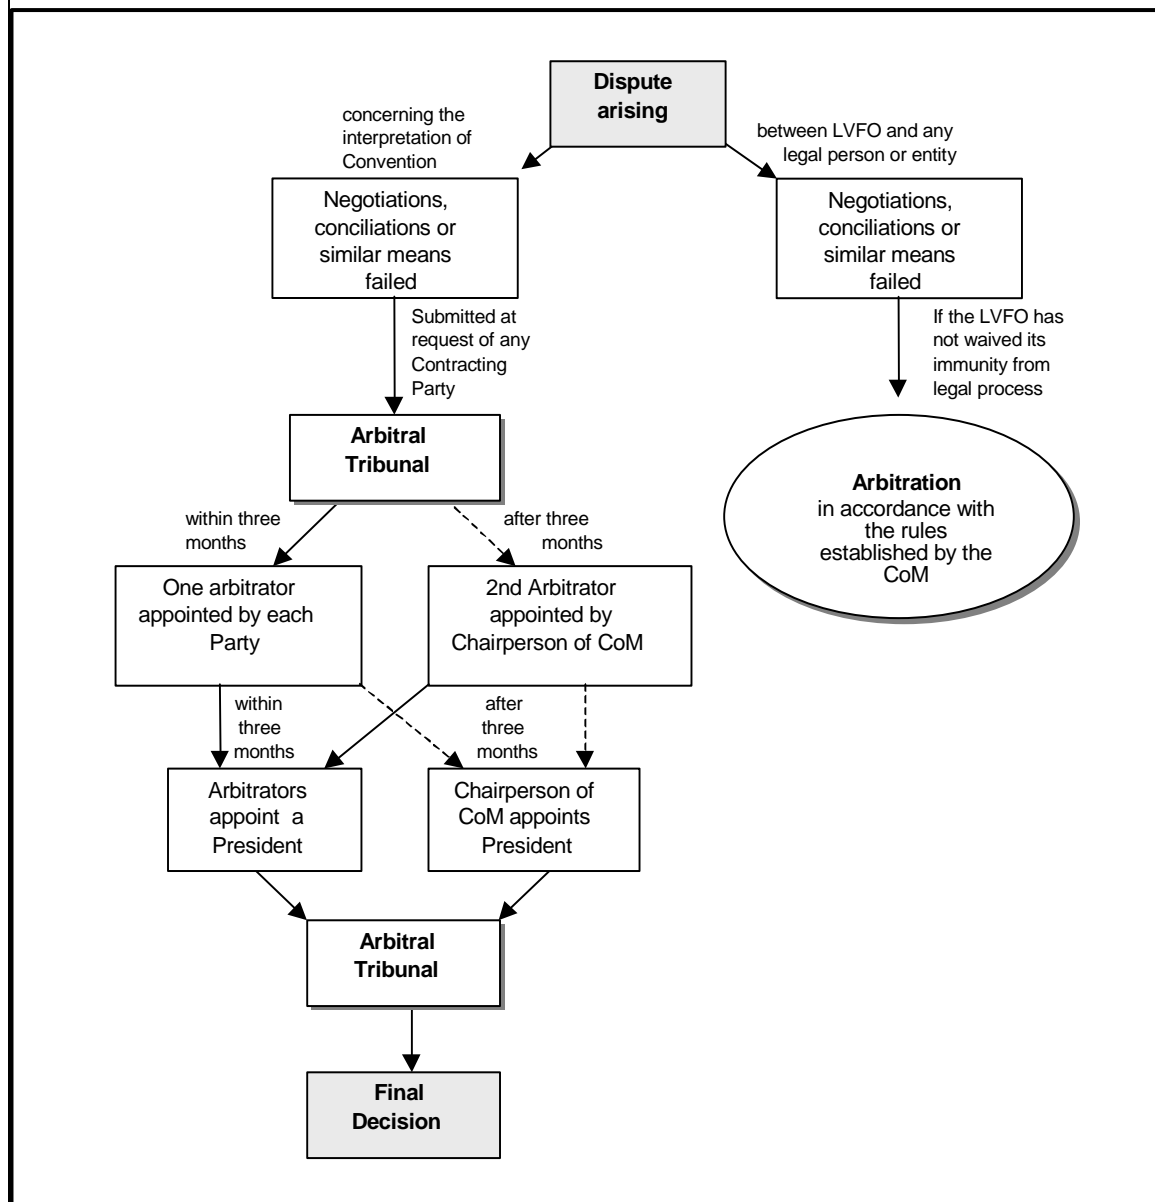 Dispute
arising
concerning the
interpretation of
Convention
between LVFO and any
legal person or entity
Negotiations,
conciliations or
similar means
failed
Negotiations,
conciliations or
similar means
failed
Submitted at
request of any
Contracting
Party
If the LVFO has
not waived its
immunity from
legal process
Arbitral
Tribunal
Arbitration
in accordance with
the rules
established by the
CoM
within three
months
after three
months
One arbitrator
appointed by each
Party
2nd Arbitrator
appointed by
Chairperson of CoM
within
three
months
after
three
months
Arbitrators
appoint a
President
Chairperson of
CoM appoints
President
Arbitral
Tribunal
Final
Decision